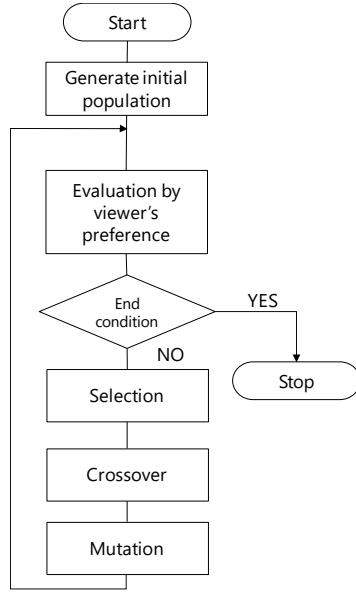 Start
Generate initial
population
Evaluation by
viewer's
preference
End
condition
YES
NO
Stop
Selection
Crossover
Mutation